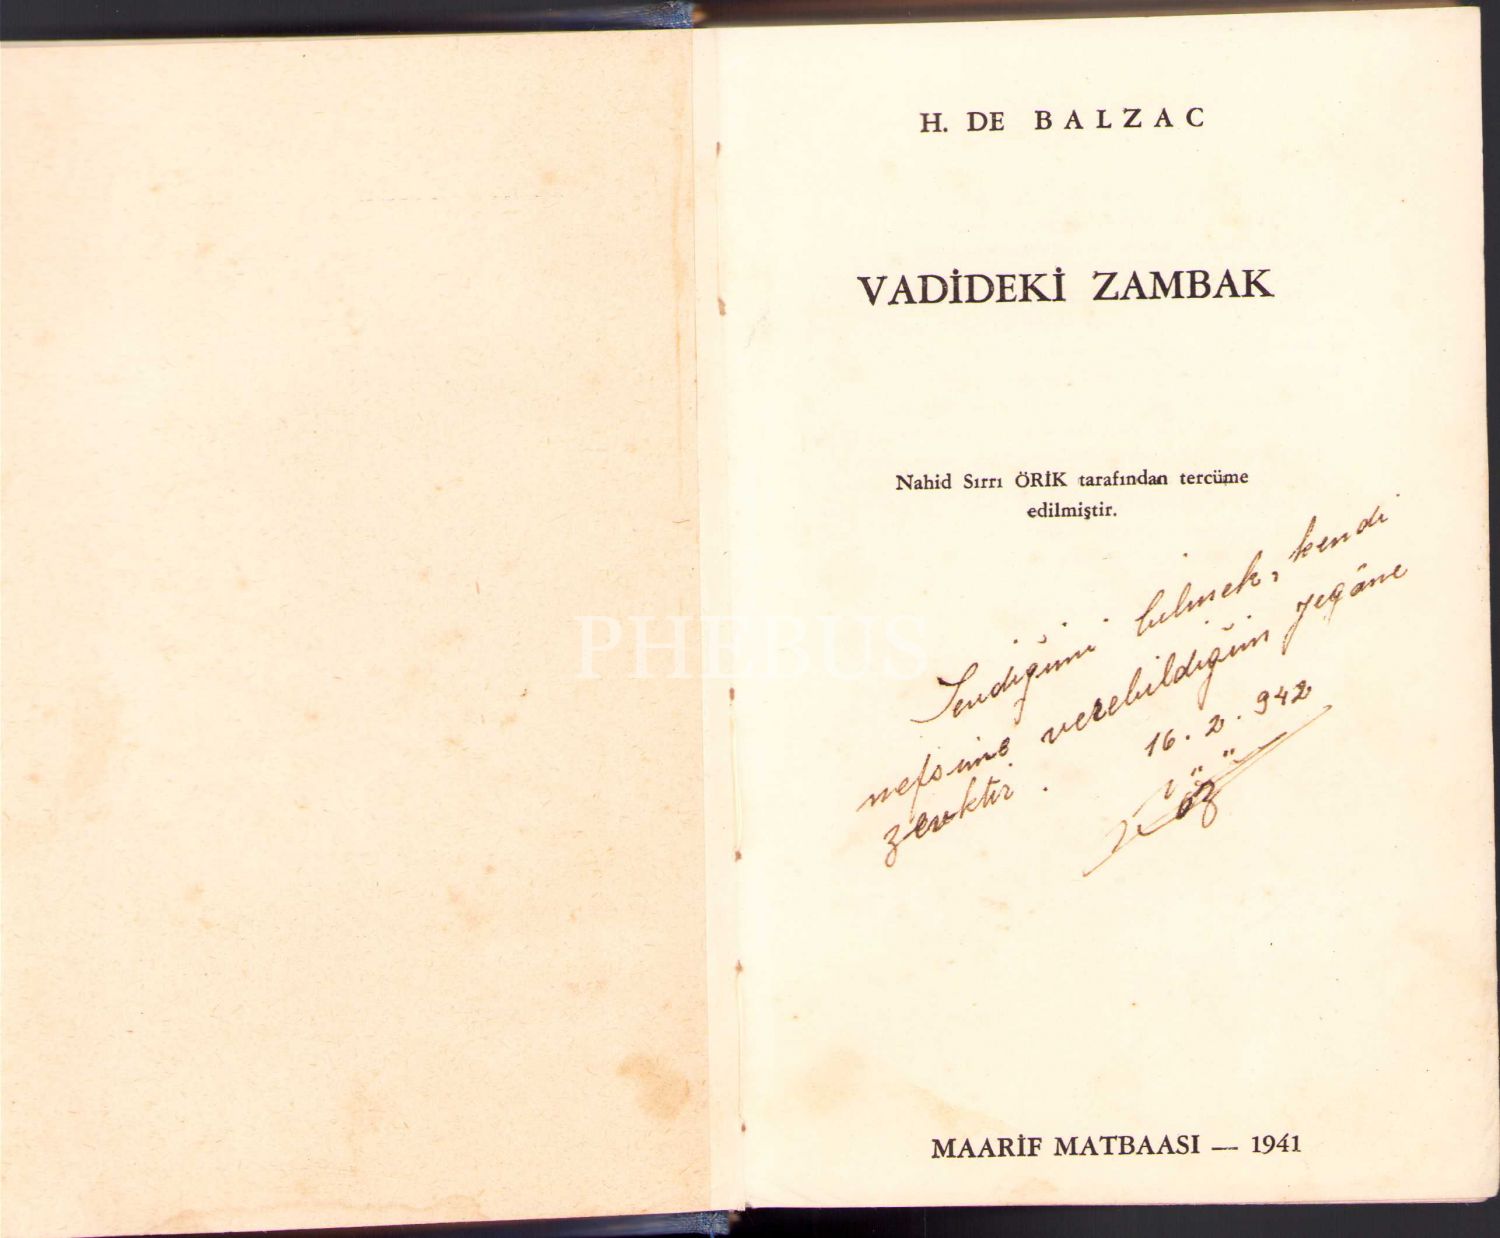 H. DE BALZAC
VADİDEKİ ZAMBAK
Nahid Sırrı ÖRİK tarafından tercüme
edilmiştir.
PHEBUS
Sevdiğini bilmek, kendi
nefsime verebildiğim yegâne
zevktir.
16.2.942
MAARİF MATBAASI — 1941